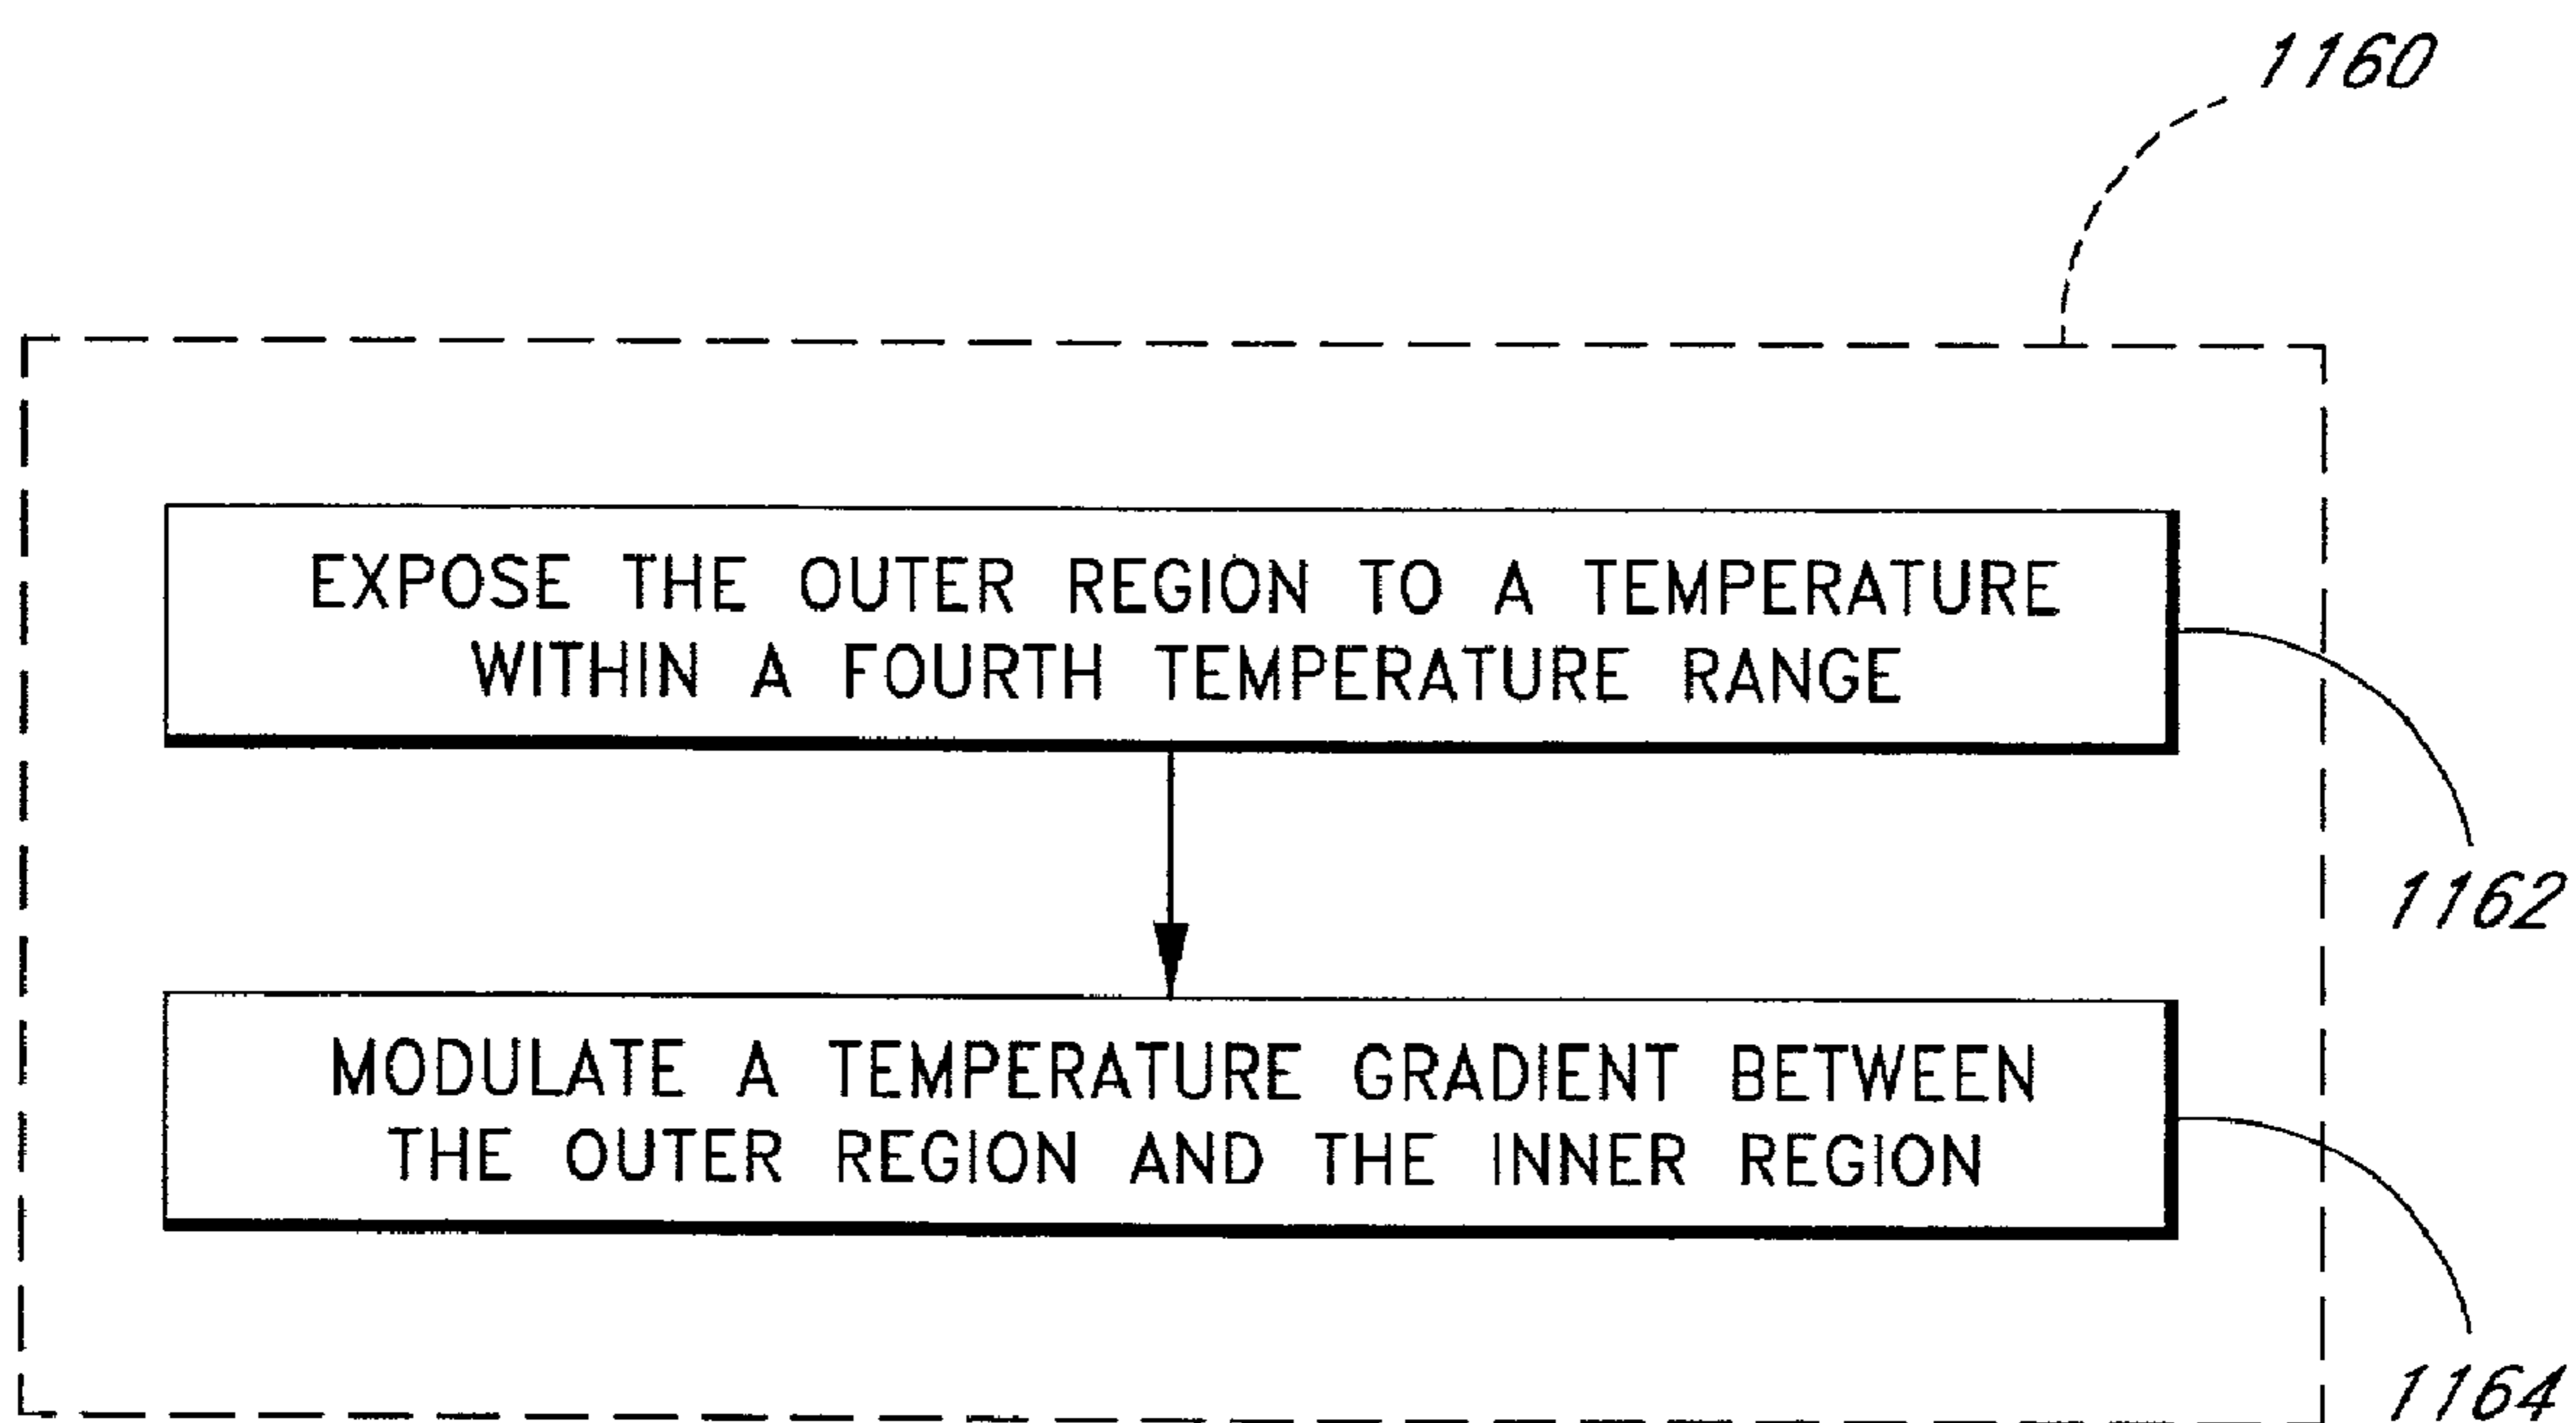 1160
EXPOSE THE OUTER REGION TO A TEMPERATURE
WITHIN A FOURTH TEMPERATURE RANGE
1162
MODULATE A TEMPERATURE GRADIENT BETWEEN
THE OUTER REGION AND THE INNER REGION
1164